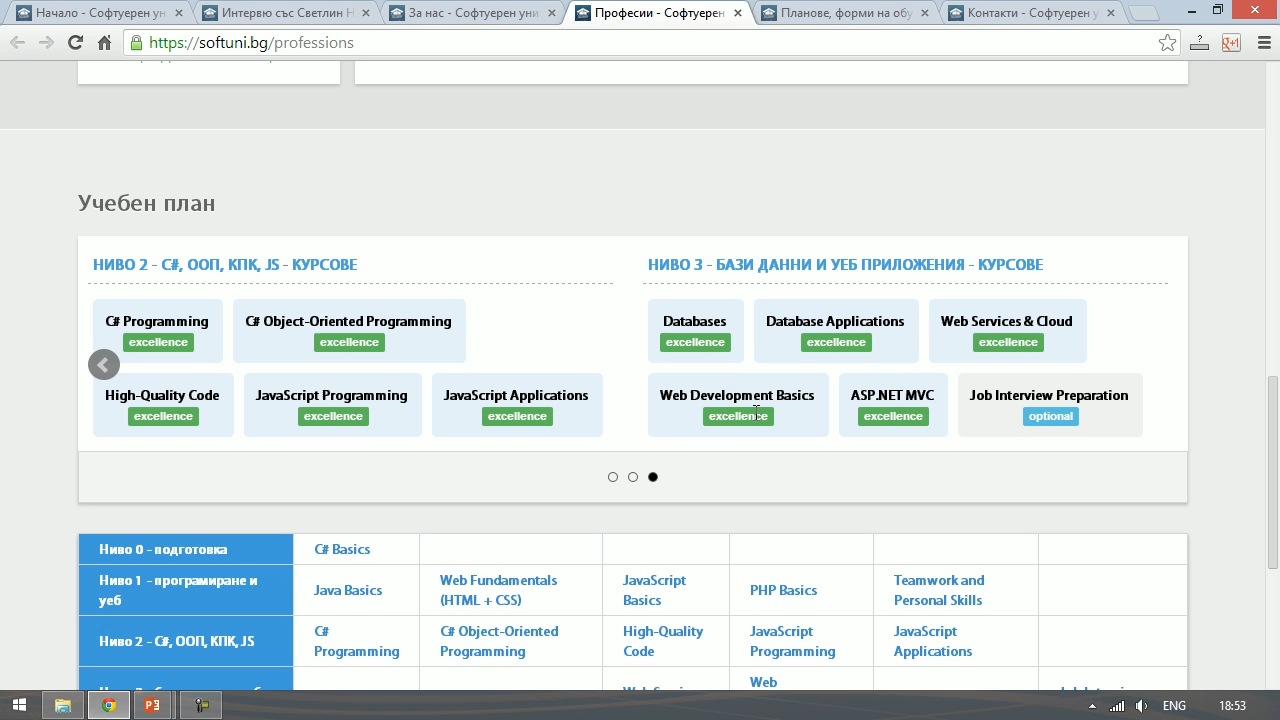 Начало - Софтуерен ун
Интервю със Светлин Н
За нас - Софтуерен уни
Професии - Софтуерен
Планове, форми на обу
Контакти - Софтуерен у
https://softuni.bg/professions
Учебен план
НИВО 2 - C#, ООП, КПК, JS - КУРСОВЕ
C# Programming
excellence
C# Object-Oriented Programming
excellence
High-Quality Code
excellence
JavaScript Programming
excellence
JavaScript Applications
excellence
НИВО 3 - БАЗИ ДАННИ И УЕБ ПРИЛОЖЕНИЯ - КУРСОВЕ
Databases
excellence
Database Applications
excellence
Web Services & Cloud
excellence
Web Development Basics
excellence
ASP.NET MVC
excellence
Job Interview Preparation
optional
Ниво 0 - подготовка
C# Basics
Ниво 1 - програмиране и
уеб
Java Basics
Web Fundamentals
(HTML + CSS)
JavaScript
Basics
PHP Basics
Teamwork and
Personal Skills
Ниво 2 - C#, ООП, КПК, JS
C#
Programming
C# Object-Oriented
Programming
High-Quality
Code
JavaScript
Programming
JavaScript
Applications
Web
ENG
18:53